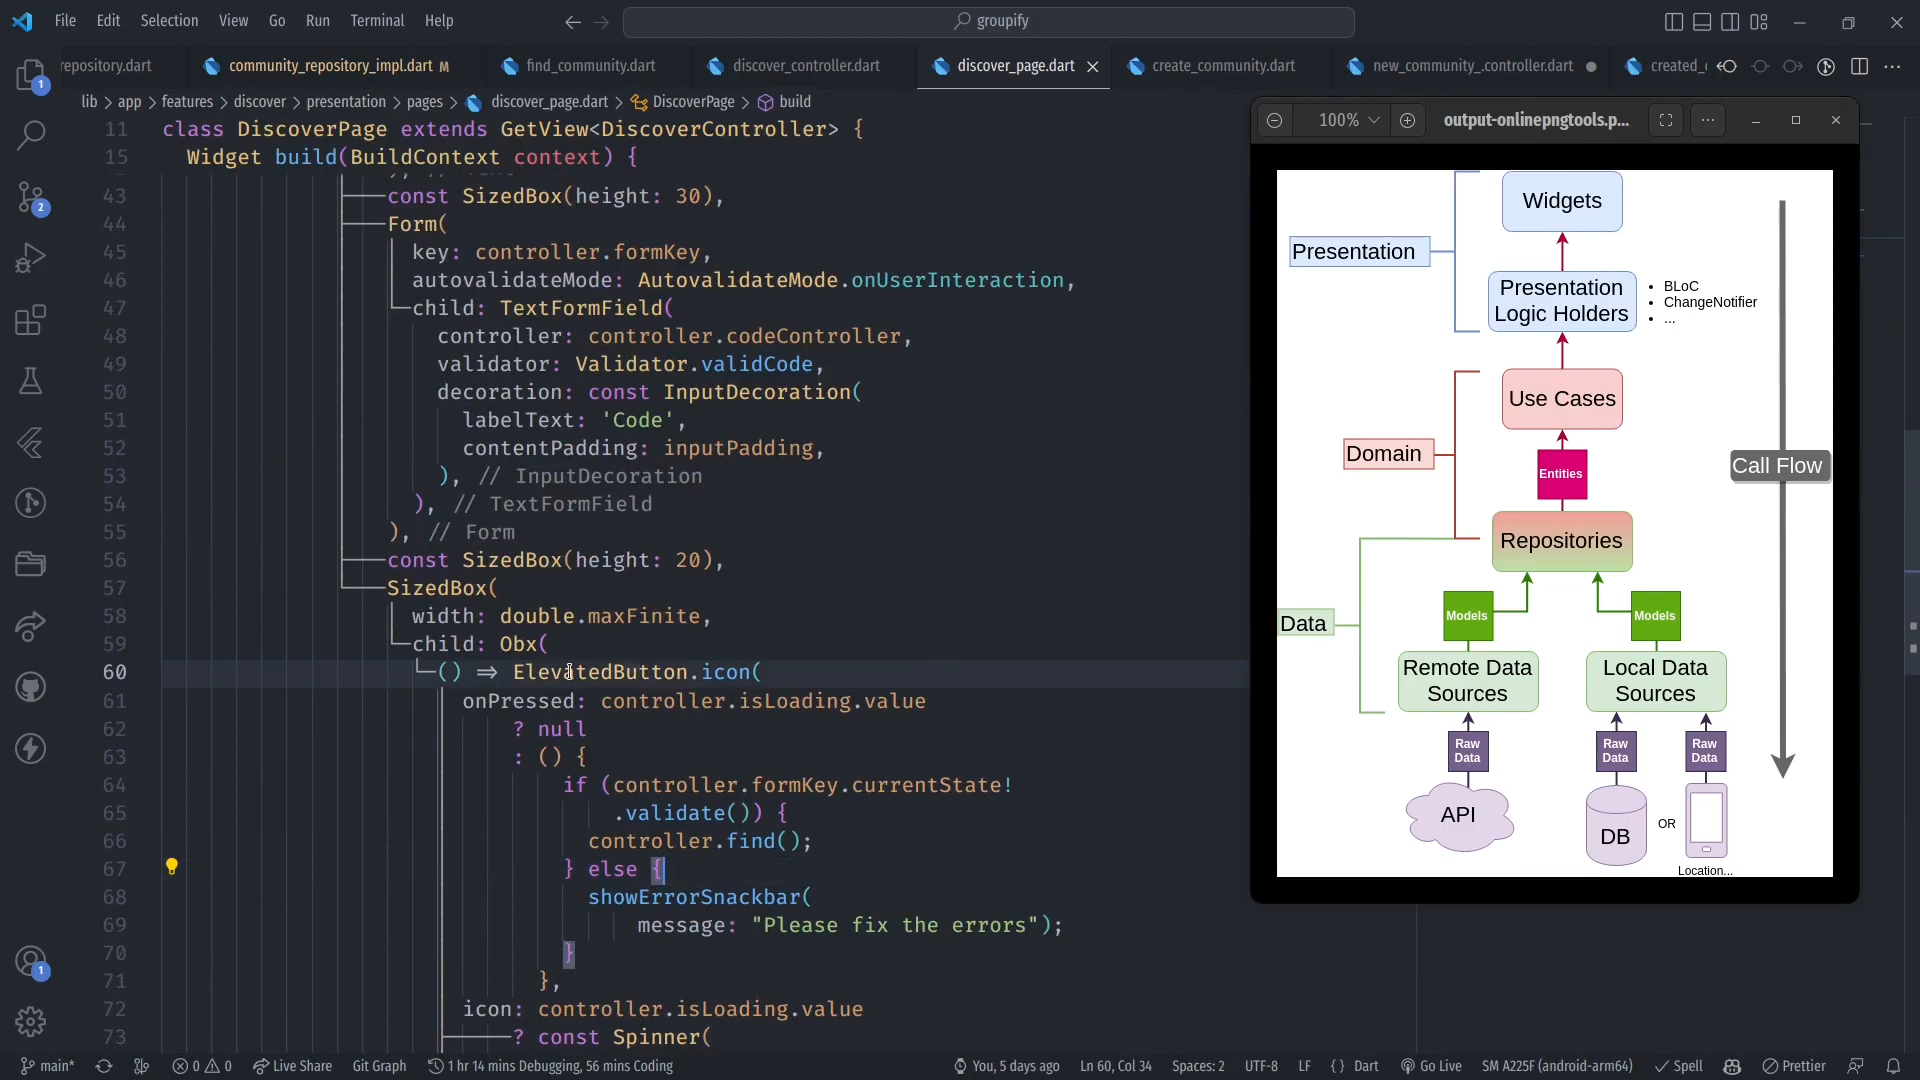 File Edit Selection View Go Run Terminal Help
groupify
repository.dart community_repository_impl.dart M find_community.dart discover_controller.dart discover_page.dart create_community.dart new_community_.controller.dart created_
lib > app > features > discover > presentation > pages > discover_page.dart > DiscoverPage > build
11 class DiscoverPage extends GetView<DiscoverController> {
15 Widget build(BuildContext context) {
43 const SizedBox(height: 30),
44 Form(
45 key: controller.formKey,
46 autovalidateMode: AutovalidateMode.onUserInteraction,
47 child: TextFormField(
48 controller: controller.codeController,
49 validator: Validator.validCode,
50 decoration: const InputDecoration(
51 labelText: 'Code',
52 contentPadding: inputPadding,
53 ), // InputDecoration
54 ), // TextFormField
55 ), // Form
56 const SizedBox(height: 20),
57 SizedBox(
58 width: double.maxFinite,
59 child: Obx(
60 () => ElevatedButton.icon(
61 onPressed: controller.isLoading.value
62 ? null
63 : () {
64 if (controller.formKey.currentState!
65 .validate()) {
66 controller.find();
67 } else {
68 showErrorSnackbar(
69 message: "Please fix the errors");
70 }
71 },
72 icon: controller.isLoading.value
73 ? const Spinner(
1
2
1
100% output-onlinepngtools.p...
Widgets
Presentation
Presentation
Logic Holders
• BLoC
• ChangeNotifier
• ...
Use Cases
Domain
Entities
Call Flow
Repositories
Models
Models
Data
Remote Data
Sources
Local Data
Sources
Raw
Data
Raw
Data
Raw
Data
API
DB
OR
Location...
main* 0 0 Live Share Git Graph 1 hr 14 mins Debugging, 56 mins Coding You, 5 days ago Ln 60, Col 34 Spaces: 2 UTF-8 LF {} Dart Go Live SM A225F (android-arm64) Spell Prettier